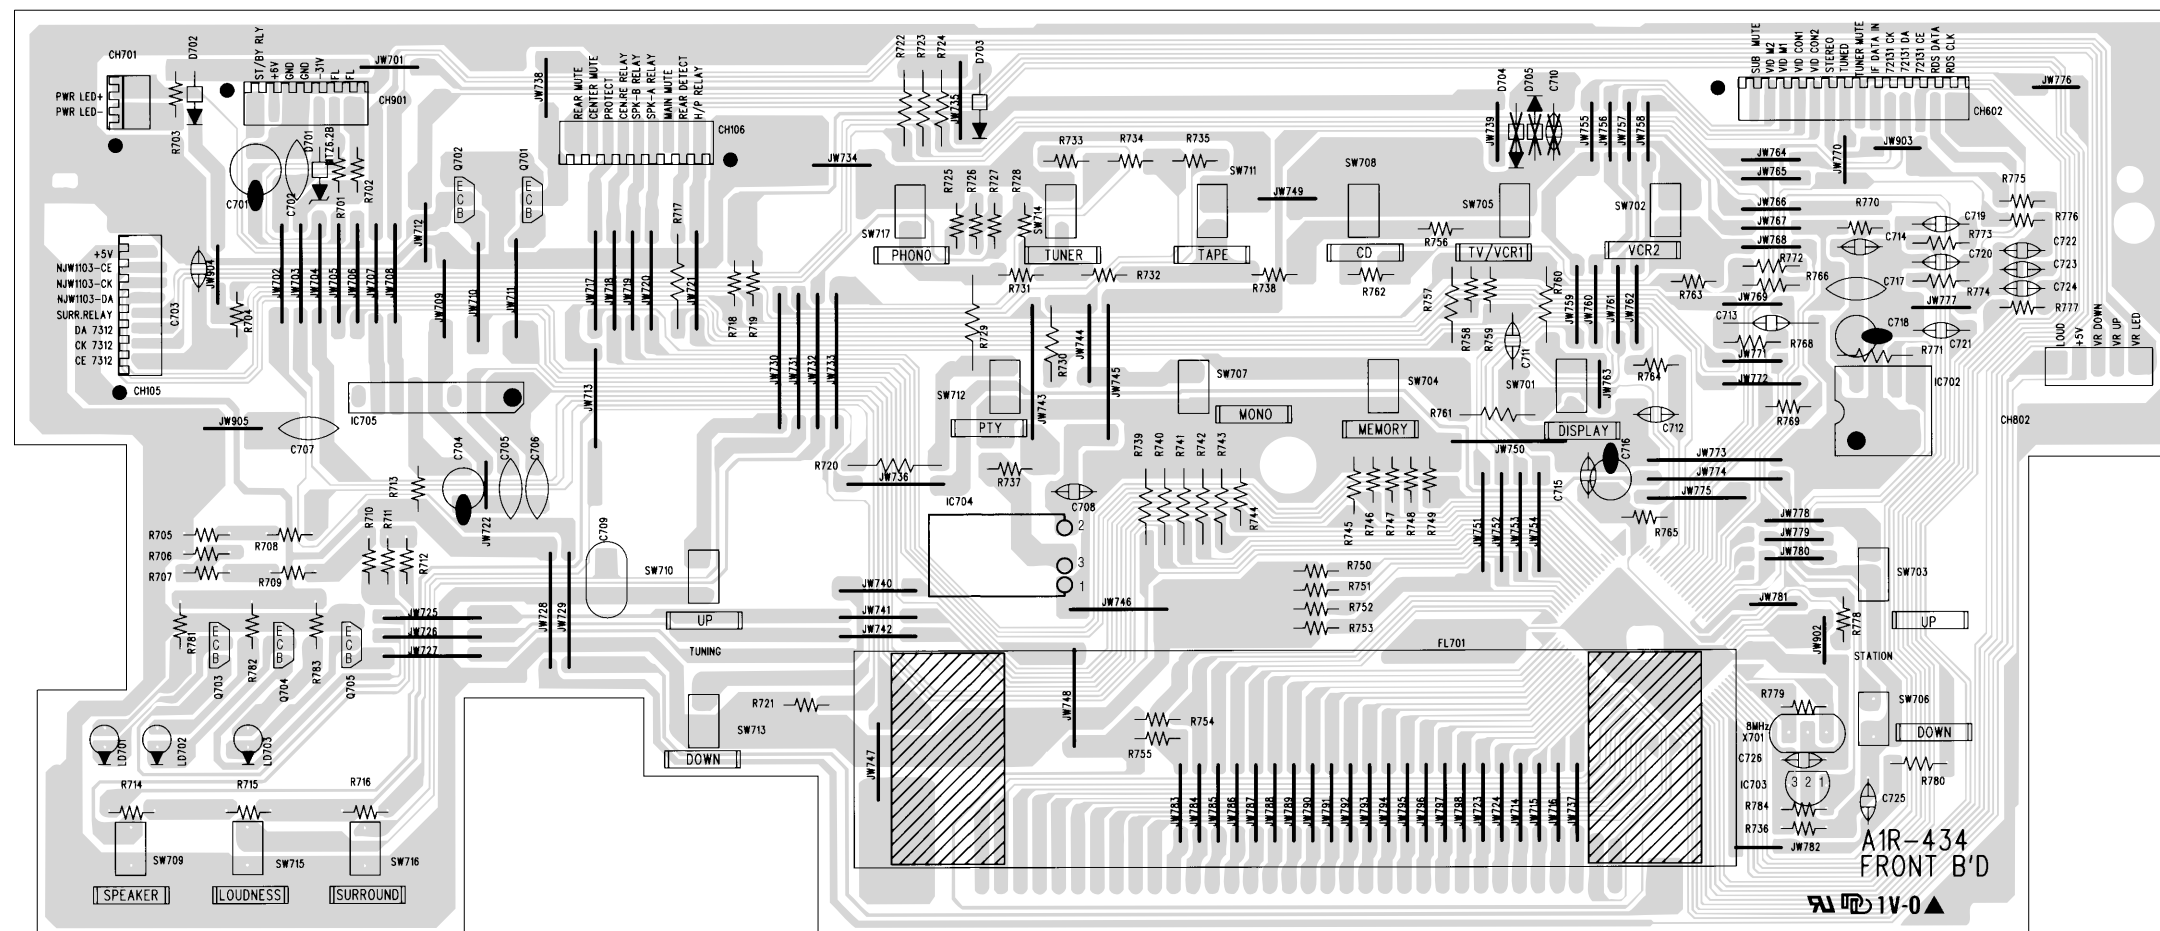 CH701
D702
ST/BY RLY
+6V
GND
GND
-31V
FL
FL
JW701
JW738
REAR MUTE
CENTER MUTE
PROTECT
CEN.RE RELAY
SPK-B RELAY
SPK-A RELAY
MAIN MUTE
REAR DETECT
H/P RELAY
R722
R723
R724
D703
JW735
D704
D705
C710
SUB MUTE
VID M2
VID M1
VID CON1
VID CON2
STEREO
TUNED
TUNER MUTE
IF DATA IN
72131 CK
72131 DA
72131 CE
RDS DATA
RDS CLK
JW776
PWR LED+
PWR LED-
R703
CH901
D701
MTZ6.2B
CH106
CH602
JW739
JW755
JW756
JW757
JW758
Q702
Q701
JW734
R733
R734
R735
SW711
SW708
JW764
JW765
JW770
JW903
C701
C702
R701
R702
E
C
B
E
C
B
R725
R726
R727
R728
SW714
JW749
SW705
SW702
R775
R776
JW712
R717
SW717
R756
JW766
JW767
JW768
R770
C714
C719
R773
C720
C722
C723
C724
R777
PHONO
TUNER
TAPE
CD
TV/VCR1
VCR2
+5V
NJW1103-CE
NJW1103-CK
NJW1103-DA
SURR.RELAY
DA 7312
CK 7312
CE 7312
C703
JW904
R704
JW702
JW703
JW704
JW705
JW706
JW707
JW708
JW709
JW710
JW711
JW717
JW718
JW719
JW720
JW721
R718
R719
R731
R732
R738
R762
R757
R758
R759
R760
C711
JW759
JW760
JW761
JW762
R763
R772
R766
C717
R774
JW769
JW777
C713
C718
R768
R771
C721
LOUD
+5V
VR DOWN
VR UP
VR LED
R729
R730
JW744
JW730
JW731
JW732
JW733
JW713
CH105
IC705
SW712
JW743
JW745
SW707
SW704
SW701
JW763
R764
JW771
JW772
IC702
JW905
C707
PTY
MONO
MEMORY
R761
DISPLAY
C712
R769
CH802
C704
C705
C706
R713
JW722
R720
JW736
R737
R739
R740
R741
R742
R743
R744
JW750
C716
C715
JW773
JW774
JW775
IC704
C708
2
3
1
R745
R746
R747
R748
R749
JW751
JW752
JW753
JW754
R765
JW778
JW779
JW780
R705
R706
R707
R708
R709
R710
R711
R712
C709
SW710
R750
R751
R752
R753
SW703
JW740
JW741
JW742
JW746
JW781
R778
UP
R781
E
C
B
Q703
R782
E
C
B
Q704
R783
E
C
B
Q705
JW725
JW726
JW727
JW728
JW729
UP
TUNING
FL701
JW902
STATION
SW713
DOWN
R721
JW748
R754
R755
JW747
R779
8MHz
X701
SW706
DOWN
LD701
LD702
LD703
C726
R780
IC703
3 2 1
C725
R784
R736
JW782
R714
R715
R716
JW783
JW784
JW785
JW786
JW787
JW788
JW789
JW790
JW791
JW792
JW793
JW794
JW795
JW796
JW797
JW798
JW723
JW724
JW714
JW715
JW716
JW737
SW709
SW715
SW716
SPEAKER
LOUDNESS
SURROUND
A1R-434
FRONT B'D
1V-0